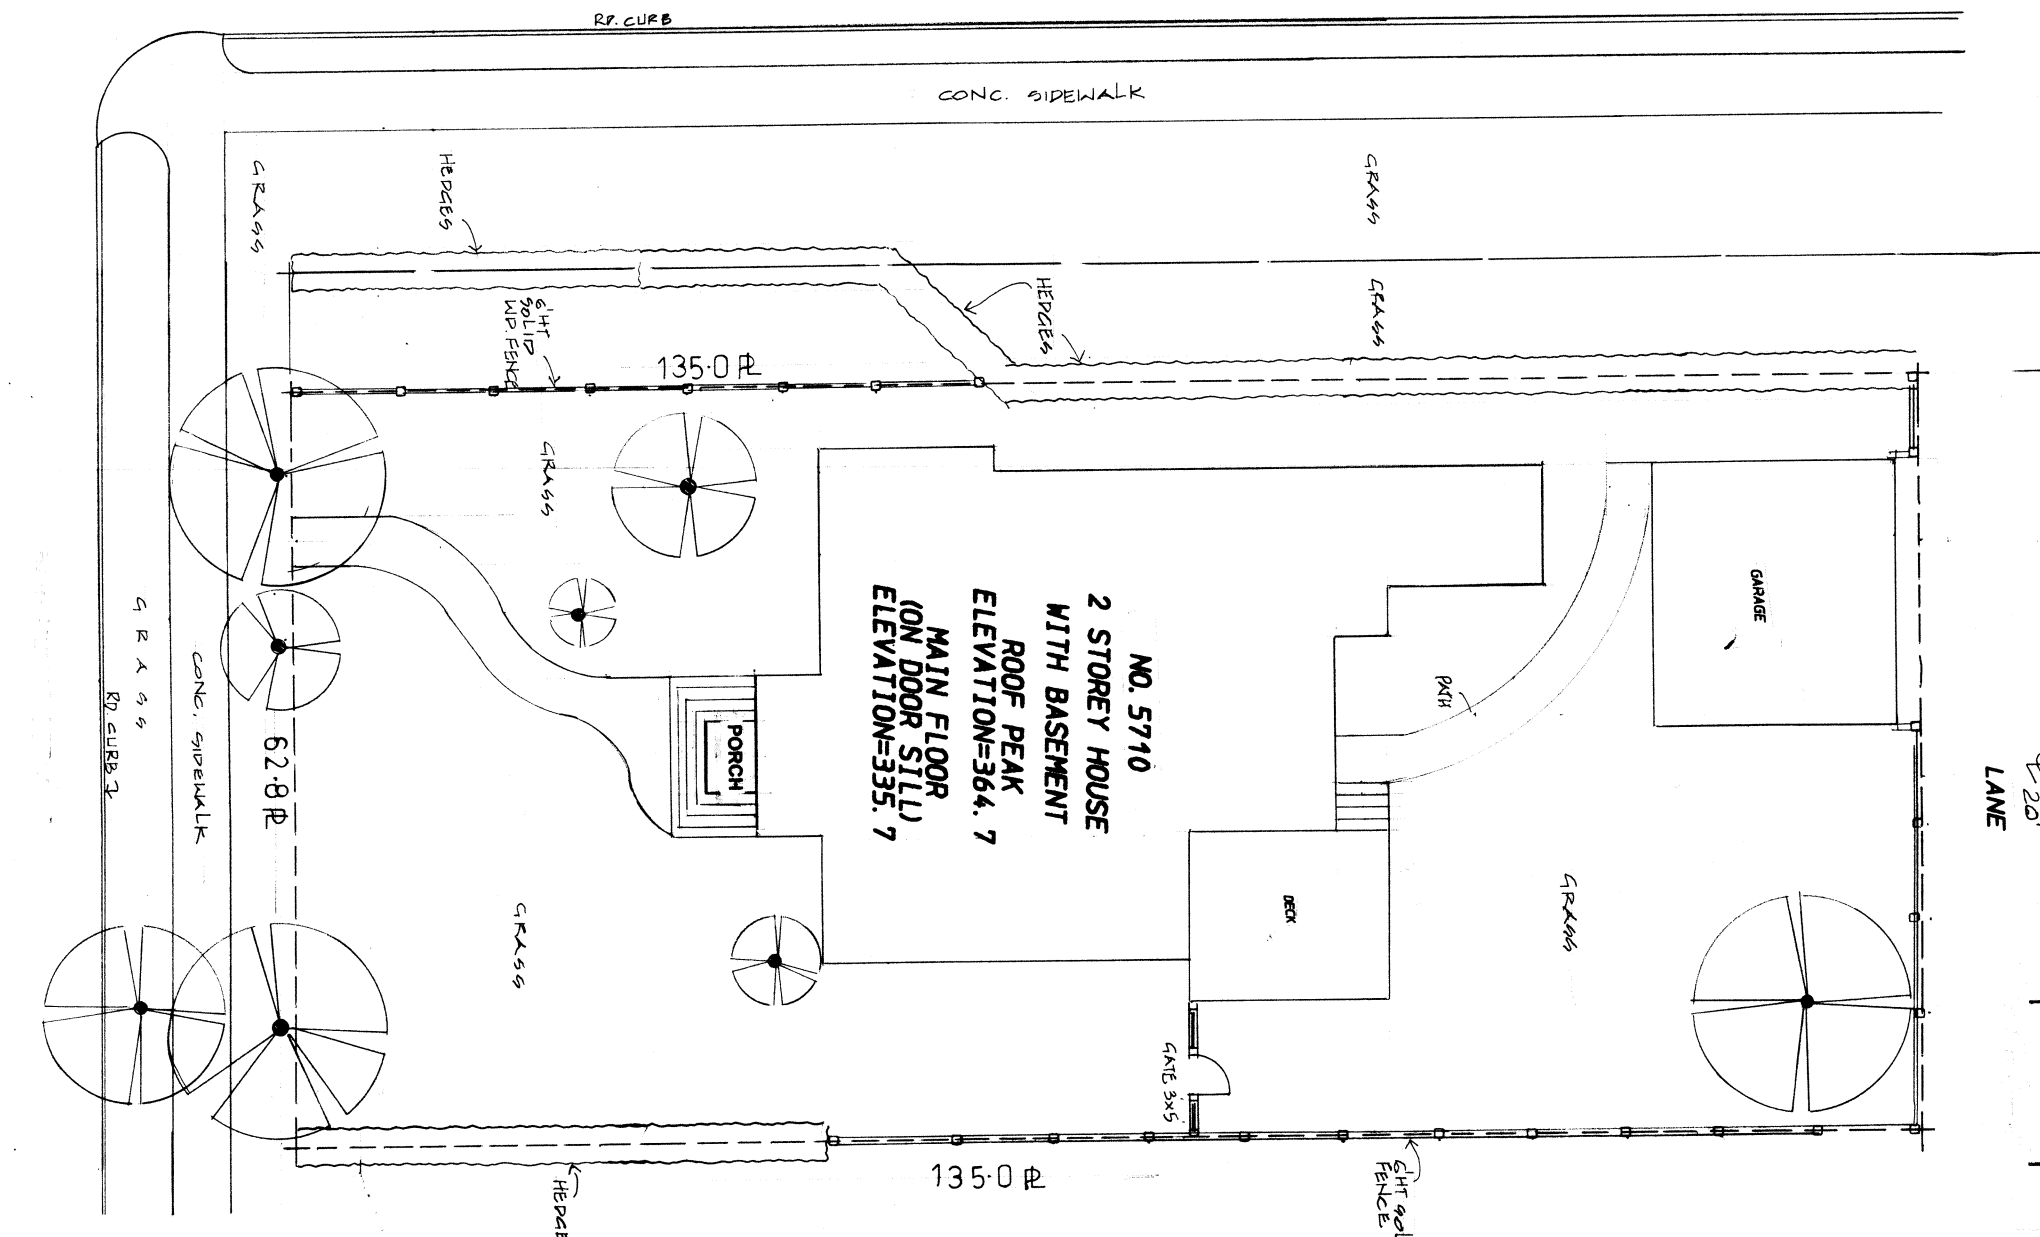 RD. CURB
CONC. SIDEWALK
GRASS
HEDGES
GRASS
GRASS
HEDGES
6'HT
SOLID
WD. FENCE
135.0 PL
GRASS
GARAGE
PATH
NO. 5710
2 STOREY HOUSE
WITH BASEMENT
ROOF PEAK
ELEVATION=364.7
MAIN FLOOR
(ON DOOR SILL)
ELEVATION=335.7
PORCH
62.8 PL
GRASS
RD. CURB
CONC. SIDEWALK
20'
LANE
GRASS
DECK
GRASS
GATE 3x5
135.0 PL
HEDGE
6'HT SOL
FENCE